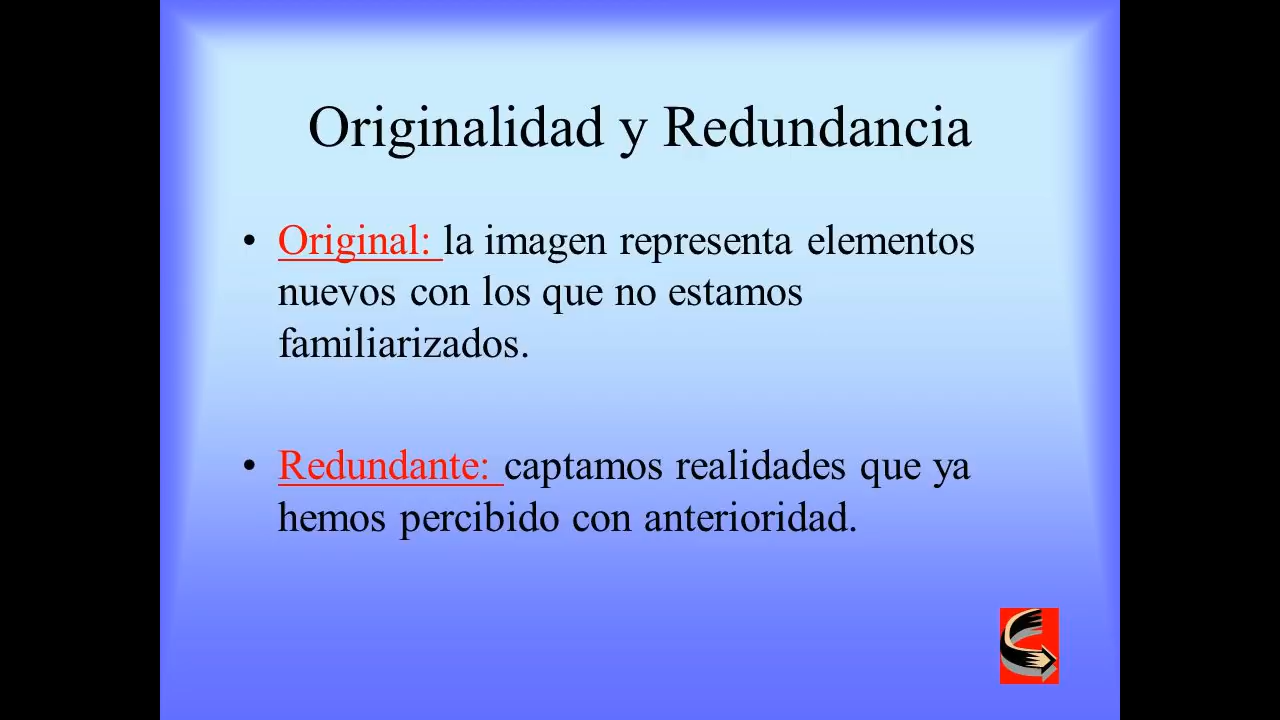 Originalidad y Redundancia
• Original: la imagen representa elementos
nuevos con los que no estamos
familiarizados.
• Redundante: captamos realidades que ya
hemos percibido con anterioridad.